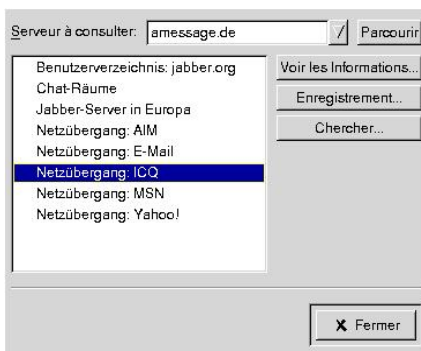 Serveur à consulter: amessage.de Parcourir
Benutzerverzeichnis: jabber.org
Chat-Räume
Jabber-Server in Europa
Netzübergang: AIM
Netzübergang: E-Mail
Netzübergang: ICQ
Netzübergang: MSN
Netzübergang: Yahoo!
Voir les Informations...
Enregistrement...
Chercher...
X Fermer